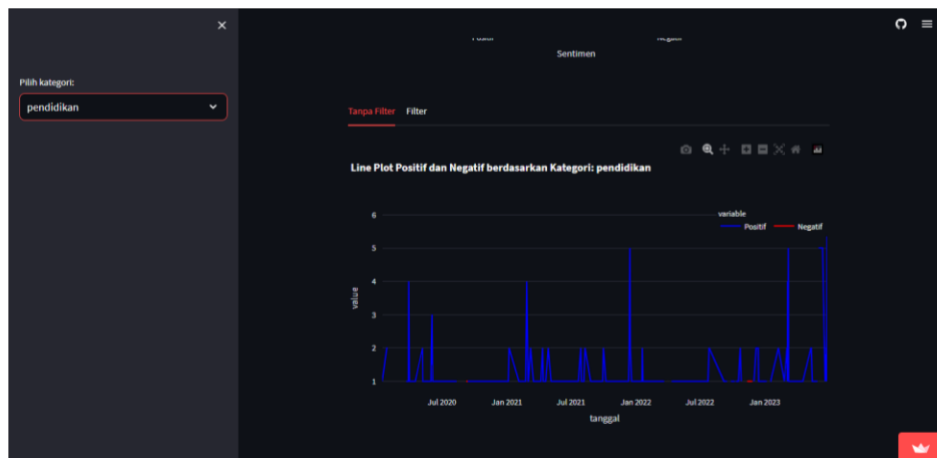 Sentimen
Pilih kategori:
pendidikan
Tanpa Filter Filter
Line Plot Positif dan Negatif berdasarkan Kategori: pendidikan
variable
Positif Negatif
6
5
4
3
2
1
value
Jul 2020 Jan 2021 Jul 2021 Jan 2022 Jul 2022 Jan 2023
tanggal